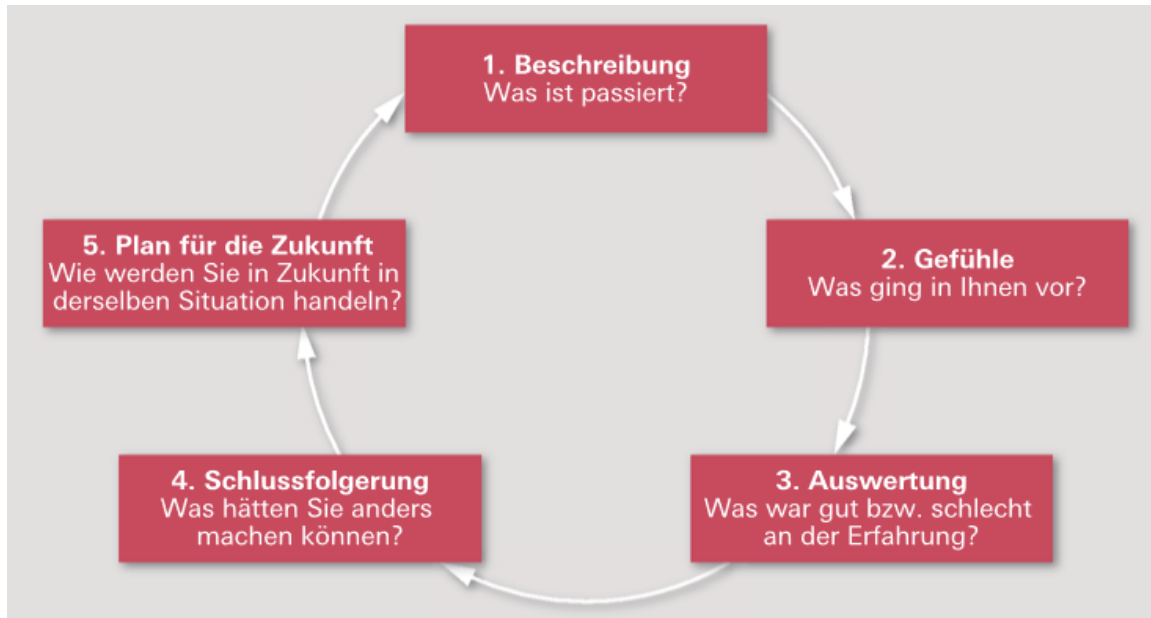 1. Beschreibung
Was ist passiert?
2. Gefühle
Was ging in Ihnen vor?
3. Auswertung
Was war gut bzw. schlecht
an der Erfahrung?
4. Schlussfolgerung
Was hätten Sie anders
machen können?
5. Plan für die Zukunft
Wie werden Sie in Zukunft in
derselben Situation handeln?